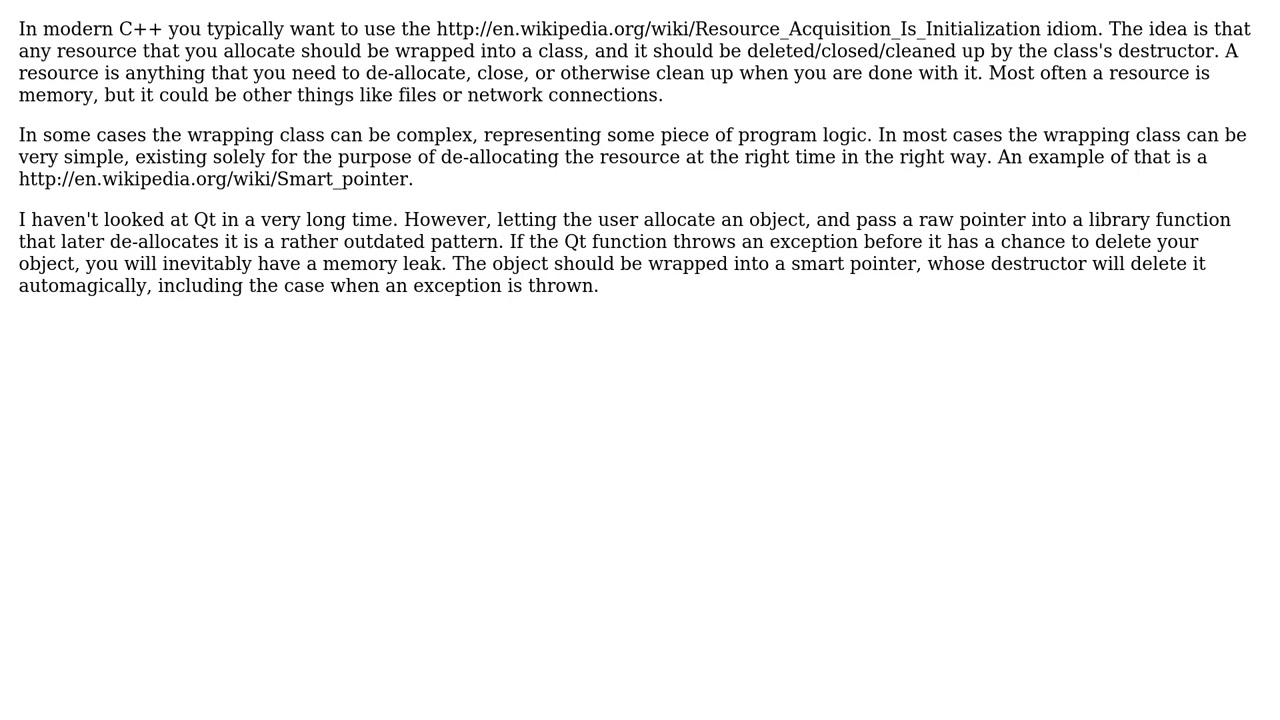 In modern C++ you typically want to use the http://en.wikipedia.org/wiki/Resource_Acquisition_Is_Initialization idiom. The idea is that
any resource that you allocate should be wrapped into a class, and it should be deleted/closed/cleaned up by the class's destructor. A
resource is anything that you need to de-allocate, close, or otherwise clean up when you are done with it. Most often a resource is
memory, but it could be other things like files or network connections.
In some cases the wrapping class can be complex, representing some piece of program logic. In most cases the wrapping class can be
very simple, existing solely for the purpose of de-allocating the resource at the right time in the right way. An example of that is a
http://en.wikipedia.org/wiki/Smart_pointer.
I haven't looked at Qt in a very long time. However, letting the user allocate an object, and pass a raw pointer into a library function
that later de-allocates it is a rather outdated pattern. If the Qt function throws an exception before it has a chance to delete your
object, you will inevitably have a memory leak. The object should be wrapped into a smart pointer, whose destructor will delete it
automagically, including the case when an exception is thrown.